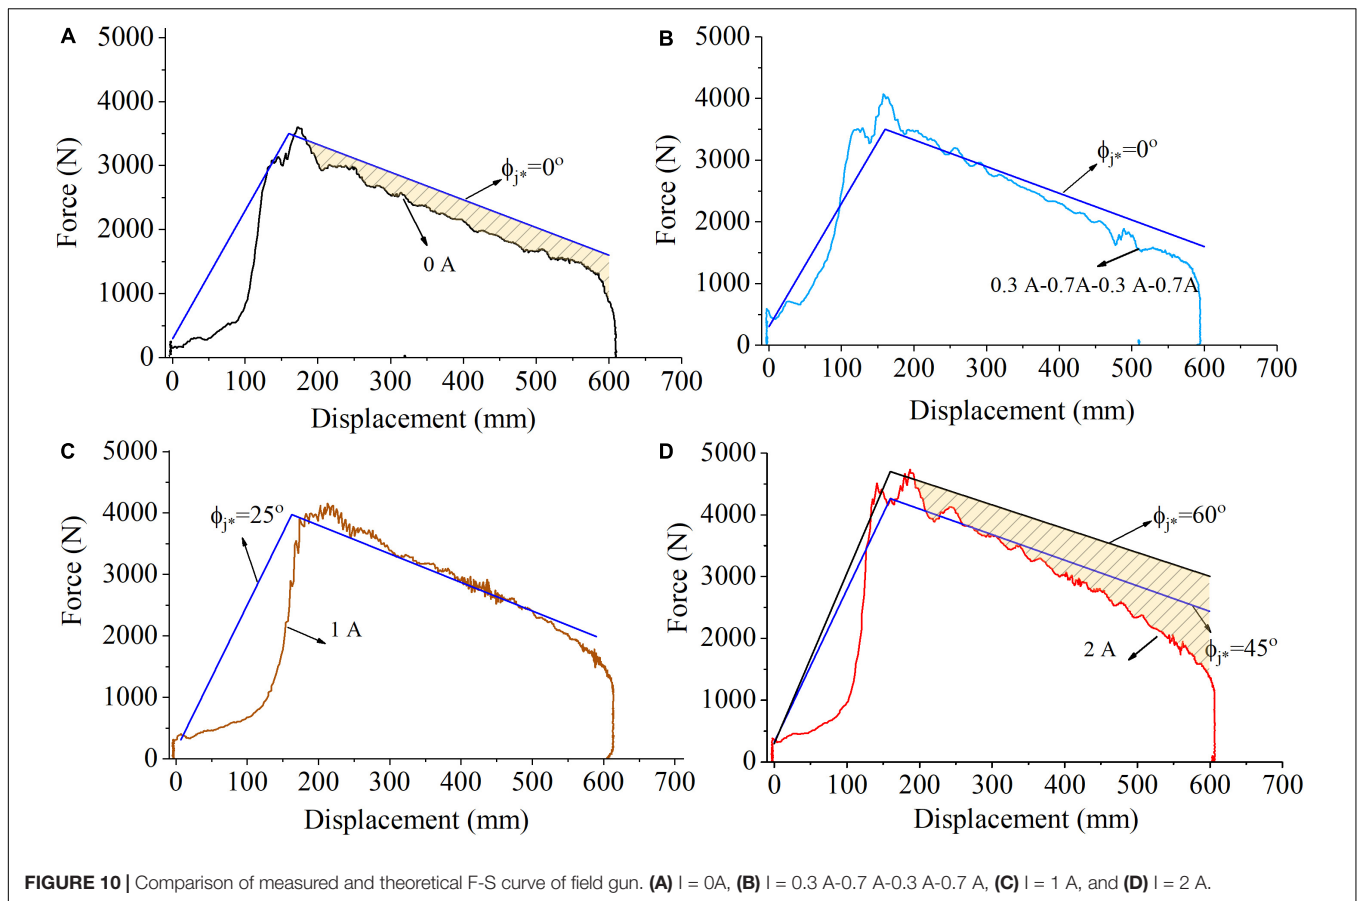 A
5000
4000
3000
2000
1000
0
Force (N)
ϕj*=0°
0 A
0 100 200 300 400 500 600 700
Displacement (mm)
B
5000
4000
3000
2000
1000
0
Force (N)
ϕj*=0°
0.3 A-0.7A-0.3 A-0.7A
0 100 200 300 400 500 600 700
Displacement (mm)
C
5000
4000
3000
2000
1000
0
Force (N)
ϕj*=25°
1 A
0 100 200 300 400 500 600 700
Displacement (mm)
D
5000
4000
3000
2000
1000
0
Force (N)
ϕj*=60°
ϕj*=45°
2 A
0 100 200 300 400 500 600 700
Displacement (mm)
FIGURE 10 | Comparison of measured and theoretical F-S curve of field gun. (A) I = 0A, (B) I = 0.3 A-0.7 A-0.3 A-0.7 A, (C) I = 1 A, and (D) I = 2 A.